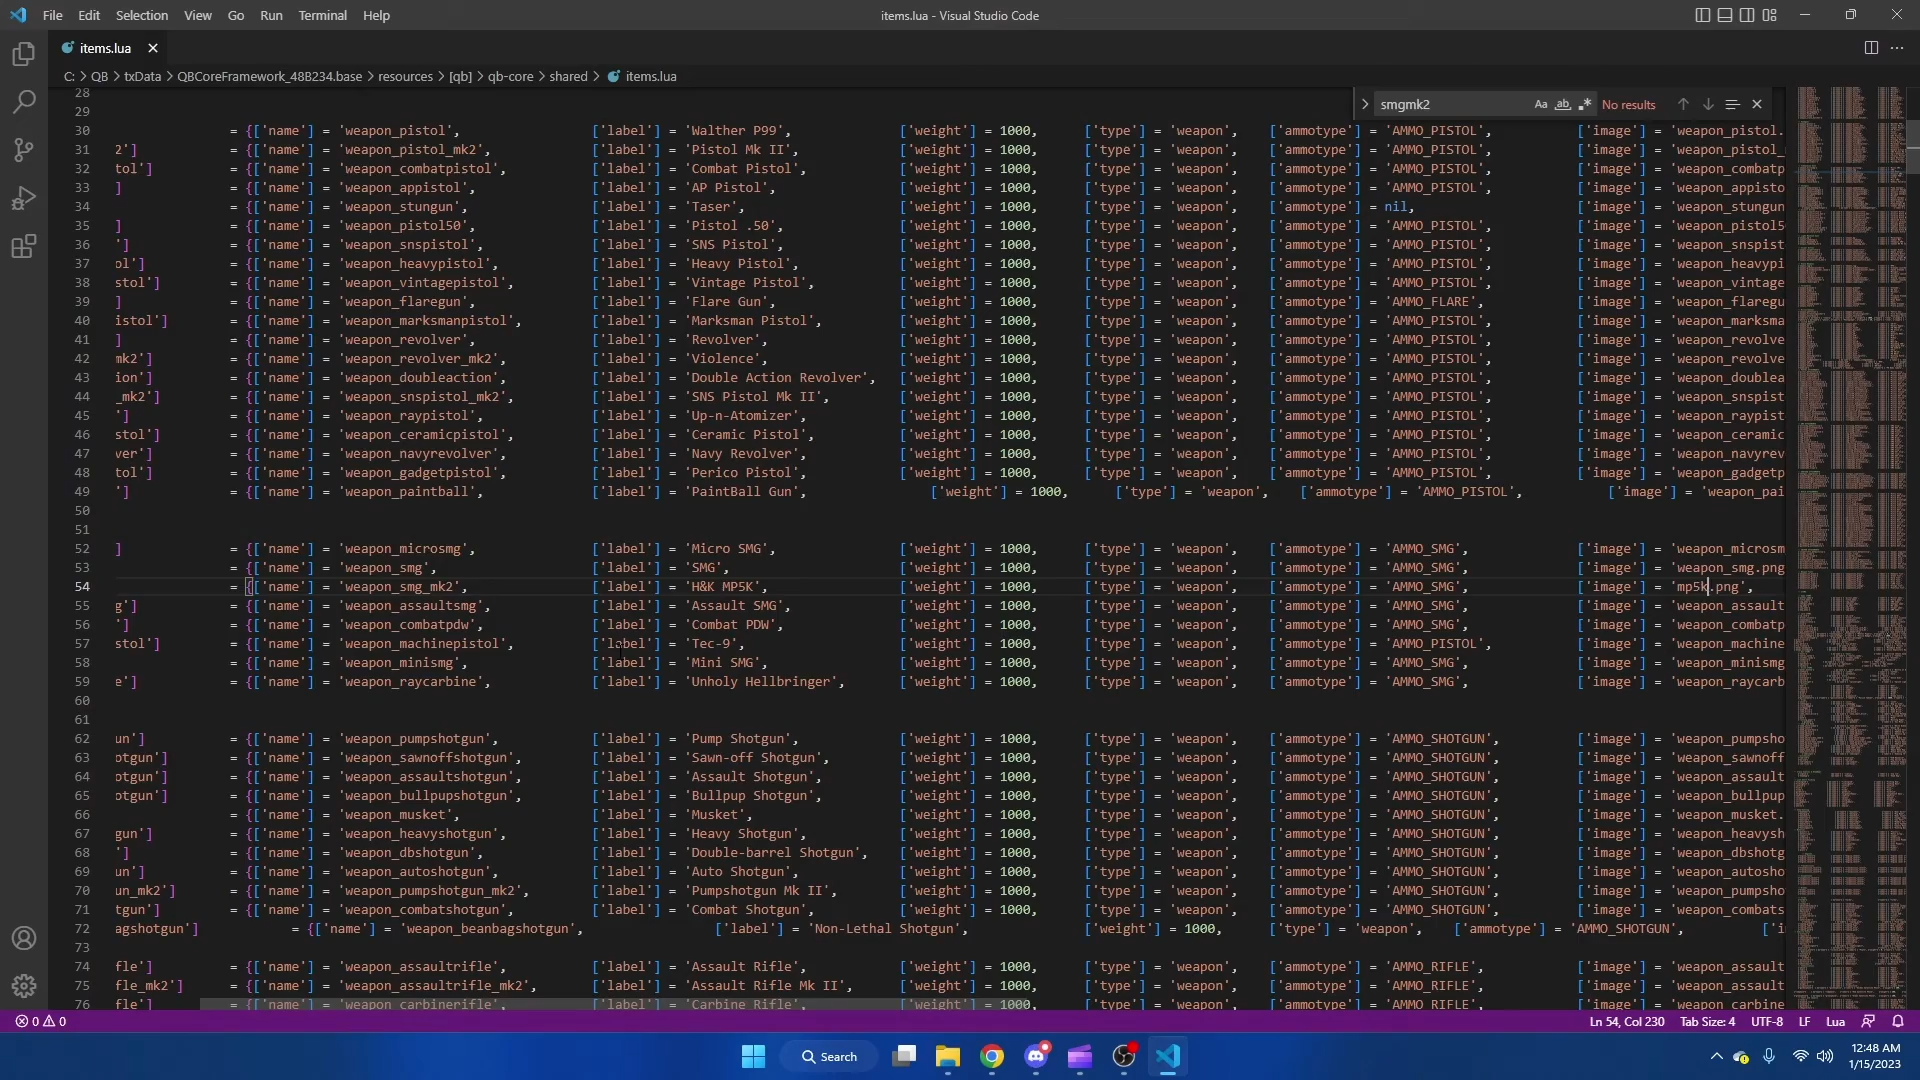 File Edit Selection View Go Run Terminal Help
items.lua - Visual Studio Code
items.lua
C: > QB > txData > QBCoreFramework_48B234.base > resources > [qb] > qb-core > shared > items.lua
smgmk2 Aa ab .* No results
28
29
30 = {['name'] = 'weapon_pistol', ['label'] = 'Walther P99', ['weight'] = 1000, ['type'] = 'weapon', ['ammotype'] = 'AMMO_PISTOL', ['image'] = 'weapon_pistol.
31 2'] = {['name'] = 'weapon_pistol_mk2', ['label'] = 'Pistol Mk II', ['weight'] = 1000, ['type'] = 'weapon', ['ammotype'] = 'AMMO_PISTOL', ['image'] = 'weapon_pistol_
32 tol'] = {['name'] = 'weapon_combatpistol', ['label'] = 'Combat Pistol', ['weight'] = 1000, ['type'] = 'weapon', ['ammotype'] = 'AMMO_PISTOL', ['image'] = 'weapon_combatp
33 ] = {['name'] = 'weapon_appistol', ['label'] = 'AP Pistol', ['weight'] = 1000, ['type'] = 'weapon', ['ammotype'] = 'AMMO_PISTOL', ['image'] = 'weapon_appisto
34 = {['name'] = 'weapon_stungun', ['label'] = 'Taser', ['weight'] = 1000, ['type'] = 'weapon', ['ammotype'] = nil, ['image'] = 'weapon_stungun
35 ] = {['name'] = 'weapon_pistol50', ['label'] = 'Pistol .50', ['weight'] = 1000, ['type'] = 'weapon', ['ammotype'] = 'AMMO_PISTOL', ['image'] = 'weapon_pistol5
36 '] = {['name'] = 'weapon_snspistol', ['label'] = 'SNS Pistol', ['weight'] = 1000, ['type'] = 'weapon', ['ammotype'] = 'AMMO_PISTOL', ['image'] = 'weapon_snspist
37 ol'] = {['name'] = 'weapon_heavypistol', ['label'] = 'Heavy Pistol', ['weight'] = 1000, ['type'] = 'weapon', ['ammotype'] = 'AMMO_PISTOL', ['image'] = 'weapon_heavypi
38 stol'] = {['name'] = 'weapon_vintagepistol', ['label'] = 'Vintage Pistol', ['weight'] = 1000, ['type'] = 'weapon', ['ammotype'] = 'AMMO_PISTOL', ['image'] = 'weapon_vintage
39 ] = {['name'] = 'weapon_flaregun', ['label'] = 'Flare Gun', ['weight'] = 1000, ['type'] = 'weapon', ['ammotype'] = 'AMMO_FLARE', ['image'] = 'weapon_flaregu
40 istol'] = {['name'] = 'weapon_marksmanpistol', ['label'] = 'Marksman Pistol', ['weight'] = 1000, ['type'] = 'weapon', ['ammotype'] = 'AMMO_PISTOL', ['image'] = 'weapon_marksma
41 ] = {['name'] = 'weapon_revolver', ['label'] = 'Revolver', ['weight'] = 1000, ['type'] = 'weapon', ['ammotype'] = 'AMMO_PISTOL', ['image'] = 'weapon_revolve
42 mk2'] = {['name'] = 'weapon_revolver_mk2', ['label'] = 'Violence', ['weight'] = 1000, ['type'] = 'weapon', ['ammotype'] = 'AMMO_PISTOL', ['image'] = 'weapon_revolve
43 ion'] = {['name'] = 'weapon_doubleaction', ['label'] = 'Double Action Revolver', ['weight'] = 1000, ['type'] = 'weapon', ['ammotype'] = 'AMMO_PISTOL', ['image'] = 'weapon_doublea
44 _mk2'] = {['name'] = 'weapon_snspistol_mk2', ['label'] = 'SNS Pistol Mk II', ['weight'] = 1000, ['type'] = 'weapon', ['ammotype'] = 'AMMO_PISTOL', ['image'] = 'weapon_snspist
45 '] = {['name'] = 'weapon_raypistol', ['label'] = 'Up-n-Atomizer', ['weight'] = 1000, ['type'] = 'weapon', ['ammotype'] = 'AMMO_PISTOL', ['image'] = 'weapon_raypist
46 stol'] = {['name'] = 'weapon_ceramicpistol', ['label'] = 'Ceramic Pistol', ['weight'] = 1000, ['type'] = 'weapon', ['ammotype'] = 'AMMO_PISTOL', ['image'] = 'weapon_ceramic
47 ver'] = {['name'] = 'weapon_navyrevolver', ['label'] = 'Navy Revolver', ['weight'] = 1000, ['type'] = 'weapon', ['ammotype'] = 'AMMO_PISTOL', ['image'] = 'weapon_navyrev
48 tol'] = {['name'] = 'weapon_gadgetpistol', ['label'] = 'Perico Pistol', ['weight'] = 1000, ['type'] = 'weapon', ['ammotype'] = 'AMMO_PISTOL', ['image'] = 'weapon_gadgetp
49 '] = {['name'] = 'weapon_paintball', ['label'] = 'PaintBall Gun', ['weight'] = 1000, ['type'] = 'weapon', ['ammotype'] = 'AMMO_PISTOL', ['image'] = 'weapon_pai
50
51
52 ] = {['name'] = 'weapon_microsmg', ['label'] = 'Micro SMG', ['weight'] = 1000, ['type'] = 'weapon', ['ammotype'] = 'AMMO_SMG', ['image'] = 'weapon_microsm
53 = {['name'] = 'weapon_smg', ['label'] = 'SMG', ['weight'] = 1000, ['type'] = 'weapon', ['ammotype'] = 'AMMO_SMG', ['image'] = 'weapon_smg.png
54 = {['name'] = 'weapon_smg_mk2', ['label'] = 'H&K MP5K', ['weight'] = 1000, ['type'] = 'weapon', ['ammotype'] = 'AMMO_SMG', ['image'] = 'mp5k.png',
55 g'] = {['name'] = 'weapon_assaultsmg', ['label'] = 'Assault SMG', ['weight'] = 1000, ['type'] = 'weapon', ['ammotype'] = 'AMMO_SMG', ['image'] = 'weapon_assault
56 '] = {['name'] = 'weapon_combatpdw', ['label'] = 'Combat PDW', ['weight'] = 1000, ['type'] = 'weapon', ['ammotype'] = 'AMMO_SMG', ['image'] = 'weapon_combatp
57 stol'] = {['name'] = 'weapon_machinepistol', ['label'] = 'Tec-9', ['weight'] = 1000, ['type'] = 'weapon', ['ammotype'] = 'AMMO_PISTOL', ['image'] = 'weapon_machine
58 = {['name'] = 'weapon_minismg', ['label'] = 'Mini SMG', ['weight'] = 1000, ['type'] = 'weapon', ['ammotype'] = 'AMMO_SMG', ['image'] = 'weapon_minismg
59 e'] = {['name'] = 'weapon_raycarbine', ['label'] = 'Unholy Hellbringer', ['weight'] = 1000, ['type'] = 'weapon', ['ammotype'] = 'AMMO_SMG', ['image'] = 'weapon_raycarb
60
61
62 un'] = {['name'] = 'weapon_pumpshotgun', ['label'] = 'Pump Shotgun', ['weight'] = 1000, ['type'] = 'weapon', ['ammotype'] = 'AMMO_SHOTGUN', ['image'] = 'weapon_pumpsho
63 otgun'] = {['name'] = 'weapon_sawnoffshotgun', ['label'] = 'Sawn-off Shotgun', ['weight'] = 1000, ['type'] = 'weapon', ['ammotype'] = 'AMMO_SHOTGUN', ['image'] = 'weapon_sawnoff
64 otgun'] = {['name'] = 'weapon_assaultshotgun', ['label'] = 'Assault Shotgun', ['weight'] = 1000, ['type'] = 'weapon', ['ammotype'] = 'AMMO_SHOTGUN', ['image'] = 'weapon_assault
65 otgun'] = {['name'] = 'weapon_bullpupshotgun', ['label'] = 'Bullpup Shotgun', ['weight'] = 1000, ['type'] = 'weapon', ['ammotype'] = 'AMMO_SHOTGUN', ['image'] = 'weapon_bullpup
66 = {['name'] = 'weapon_musket', ['label'] = 'Musket', ['weight'] = 1000, ['type'] = 'weapon', ['ammotype'] = 'AMMO_SHOTGUN', ['image'] = 'weapon_musket.
67 gun'] = {['name'] = 'weapon_heavyshotgun', ['label'] = 'Heavy Shotgun', ['weight'] = 1000, ['type'] = 'weapon', ['ammotype'] = 'AMMO_SHOTGUN', ['image'] = 'weapon_heavysh
68 '] = {['name'] = 'weapon_dbshotgun', ['label'] = 'Double-barrel Shotgun', ['weight'] = 1000, ['type'] = 'weapon', ['ammotype'] = 'AMMO_SHOTGUN', ['image'] = 'weapon_dbshotg
69 un'] = {['name'] = 'weapon_autoshotgun', ['label'] = 'Auto Shotgun', ['weight'] = 1000, ['type'] = 'weapon', ['ammotype'] = 'AMMO_SHOTGUN', ['image'] = 'weapon_autosho
70 un_mk2'] = {['name'] = 'weapon_pumpshotgun_mk2', ['label'] = 'Pumpshotgun Mk II', ['weight'] = 1000, ['type'] = 'weapon', ['ammotype'] = 'AMMO_SHOTGUN', ['image'] = 'weapon_pumpsho
71 tgun'] = {['name'] = 'weapon_combatshotgun', ['label'] = 'Combat Shotgun', ['weight'] = 1000, ['type'] = 'weapon', ['ammotype'] = 'AMMO_SHOTGUN', ['image'] = 'weapon_combats
72 agshotgun'] = {['name'] = 'weapon_beanbagshotgun', ['label'] = 'Non-Lethal Shotgun', ['weight'] = 1000, ['type'] = 'weapon', ['ammotype'] = 'AMMO_SHOTGUN', ['i
73
74 fle'] = {['name'] = 'weapon_assaultrifle', ['label'] = 'Assault Rifle', ['weight'] = 1000, ['type'] = 'weapon', ['ammotype'] = 'AMMO_RIFLE', ['image'] = 'weapon_assault
75 fle_mk2'] = {['name'] = 'weapon_assaultrifle_mk2', ['label'] = 'Assault Rifle Mk II', ['weight'] = 1000, ['type'] = 'weapon', ['ammotype'] = 'AMMO_RIFLE', ['image'] = 'weapon_assault
76 fle'] = {['name'] = 'weapon_carbinerifle', ['label'] = 'Carbine Rifle', ['weight'] = 1000, ['type'] = 'weapon', ['ammotype'] = 'AMMO_RIFLE', ['image'] = 'weapon_carbine
0 0 Ln 54, Col 230 Tab Size: 4 UTF-8 LF Lua
Search
12:48 AM
1/15/2023